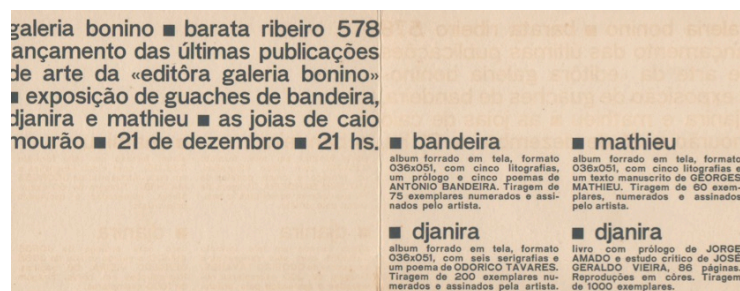 galeria bonino ■ barata ribeiro 578
lançamento das últimas publicações
de arte da «editôra galeria bonino»
■ exposição de guaches de bandeira,
djanira e mathieu ■ as joias de caio
mourão ■ 21 de dezembro ■ 21 hs.
■ bandeira
album forrado em tela, formato
036x051, com cinco litografias,
um prólogo e cinco poemas de
ANTONIO BANDEIRA. Tiragem de
75 exemplares numerados e assi-
nados pelo artista.
■ mathieu
album forrado em tela, formato
036x051, com cinco litografias e
um texto manuscrito de GEORGES
MATHIEU. Tiragem de 60 exem-
plares, numerados e assinados
pelo artista.
■ djanira
album forrado em tela, formato
036x051, com seis serigrafias e
um poema de ODORICO TAVARES.
Tiragem de 200 exemplares nu-
merados e assinados pela artista.
■ djanira
livro com prólogo de JORGE
AMADO e estudo crítico de JOSÉ
GERALDO VIEIRA, 86 páginas.
Reproduções em côres. Tiragem
de 1000 exemplares.